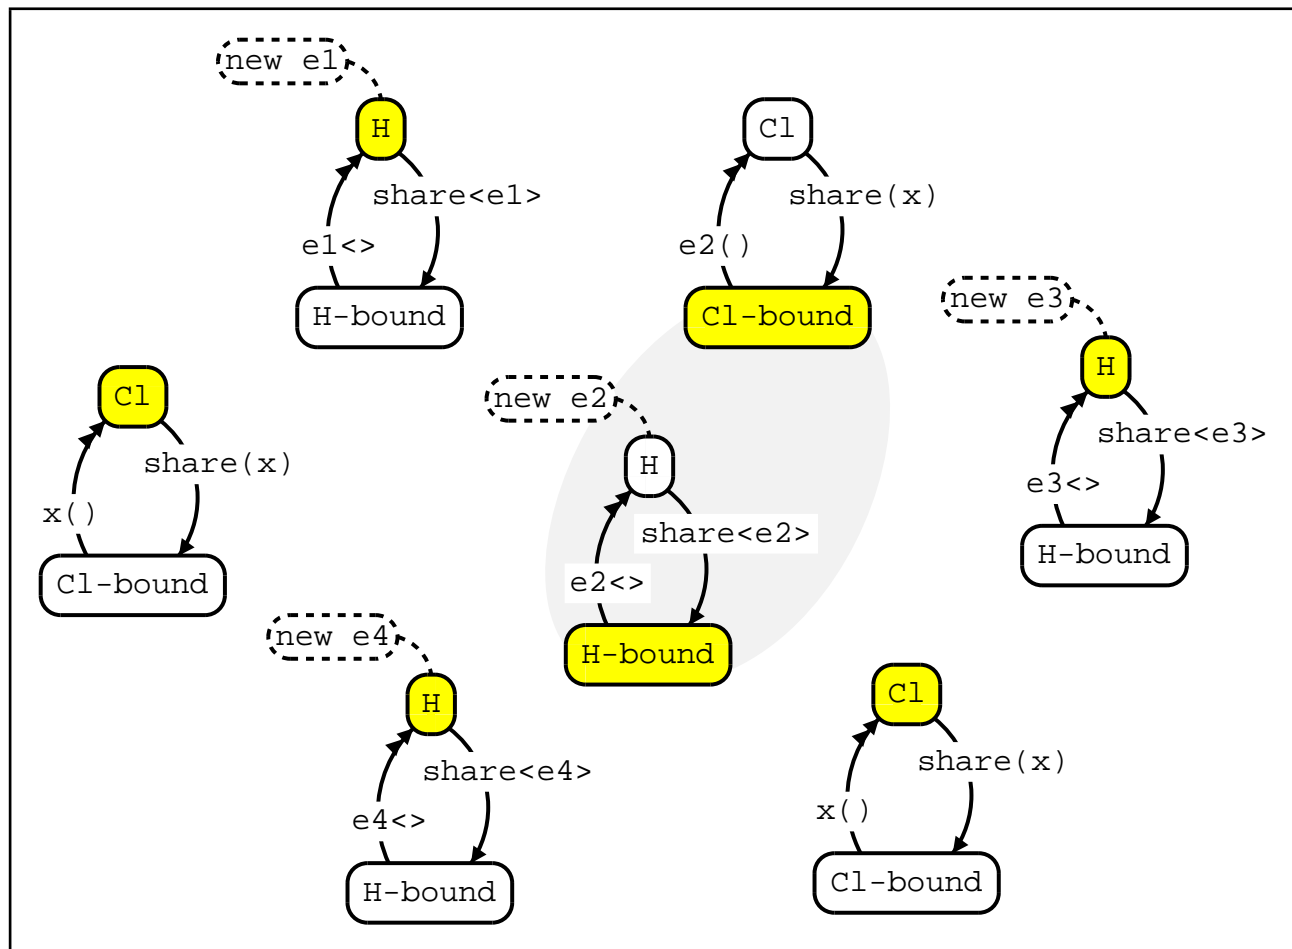 new e1
H
share<e1>
e1<>
H-bound
Cl
share(x)
e2()
Cl-bound
new e3
H
share<e3>
e3<>
H-bound
Cl
share(x)
x()
Cl-bound
new e2
H
share<e2>
e2<>
H-bound
new e4
H
share<e4>
e4<>
H-bound
Cl
share(x)
x()
Cl-bound